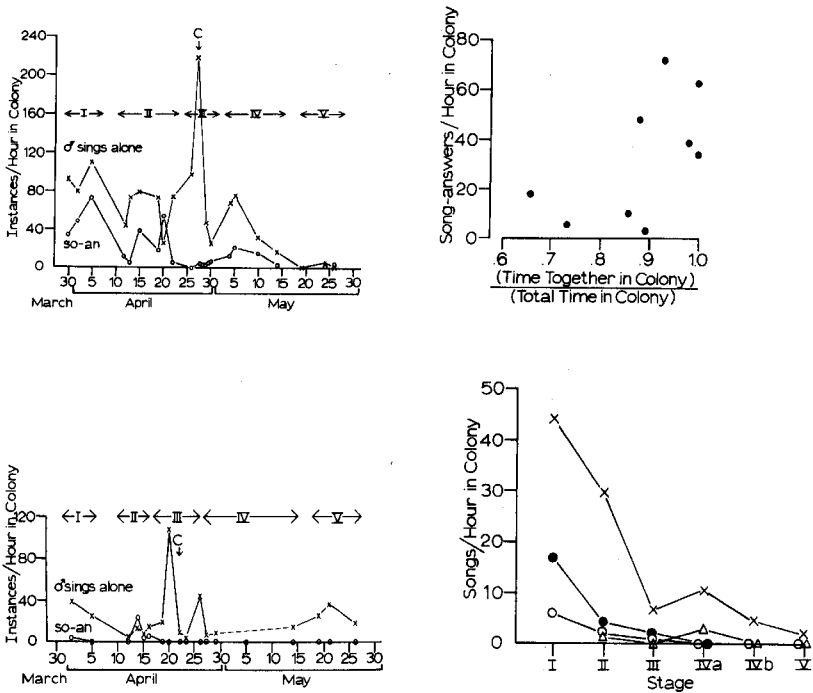 Instances/Hour in Colony
240
200
160
120
80
40
0
C
I II III IV V
♂ sings alone
so-an
30 5 10 15 20 25 30 5 10 15 20 25 30
March April May
Song-answers/Hour in Colony
80
60
40
20
0
.6 .7 .8 .9 1.0
(Time Together in Colony)
(Total Time in Colony)
Instances/Hour in Colony
120
80
40
0
I II III IV V
C
♂ sings alone
so-an
30 5 10 15 20 25 30 5 10 15 20 25 30
March April May
Songs/Hour in Colony
50
40
30
20
10
0
I II III IVa IVb V
Stage